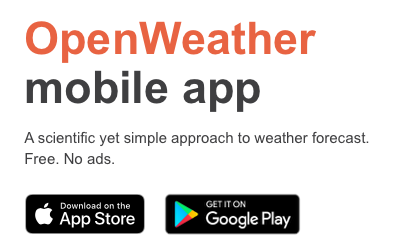 OpenWeather
mobile app
A scientific yet simple approach to weather forecast.
Free. No ads.
Download on the
App Store
GET IT ON
Google Play